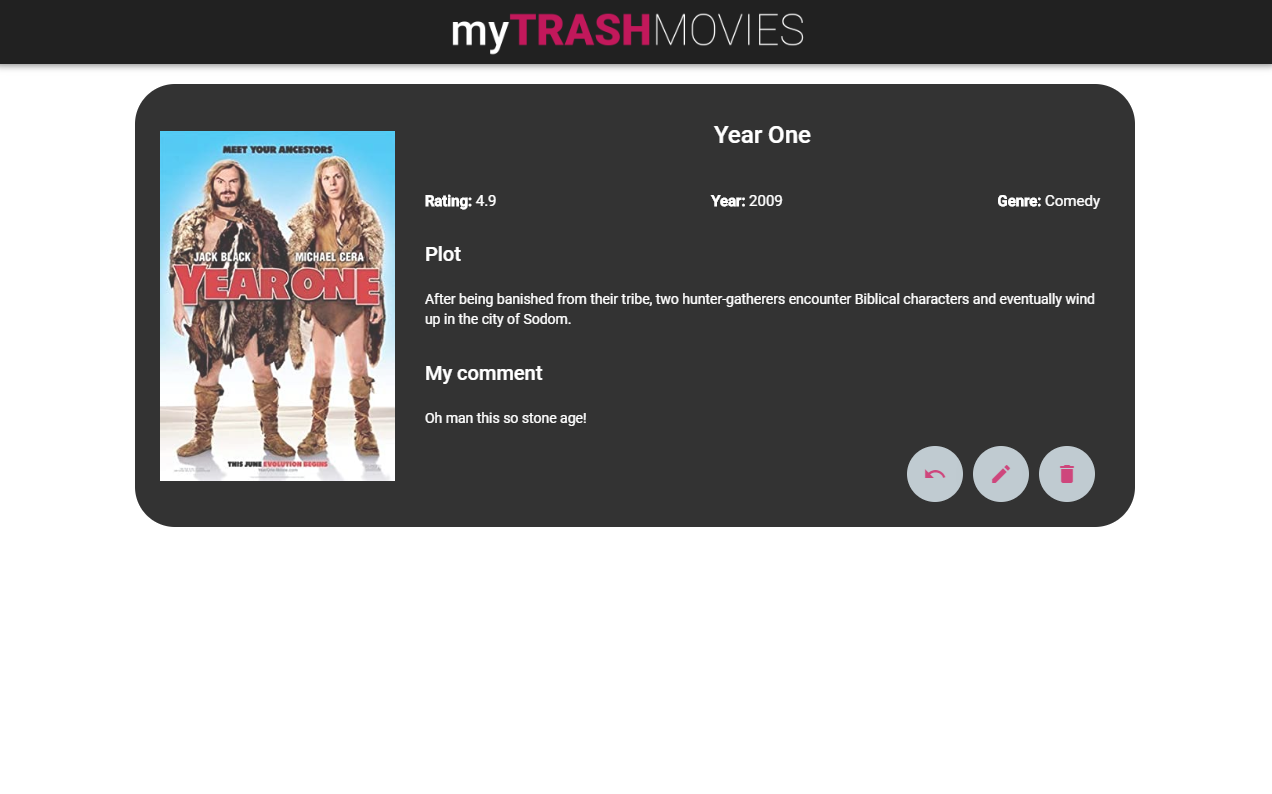 myTRASHMOVIES
MEET YOUR ANCESTORS
JACK BLACK MICHAEL CERA
YEAR ONE
THIS JUNE EVOLUTION BEGINS
Year One
Rating: 4.9 Year: 2009 Genre: Comedy
Plot
After being banished from their tribe, two hunter-gatherers encounter Biblical characters and eventually wind
up in the city of Sodom.
My comment
Oh man this so stone age!